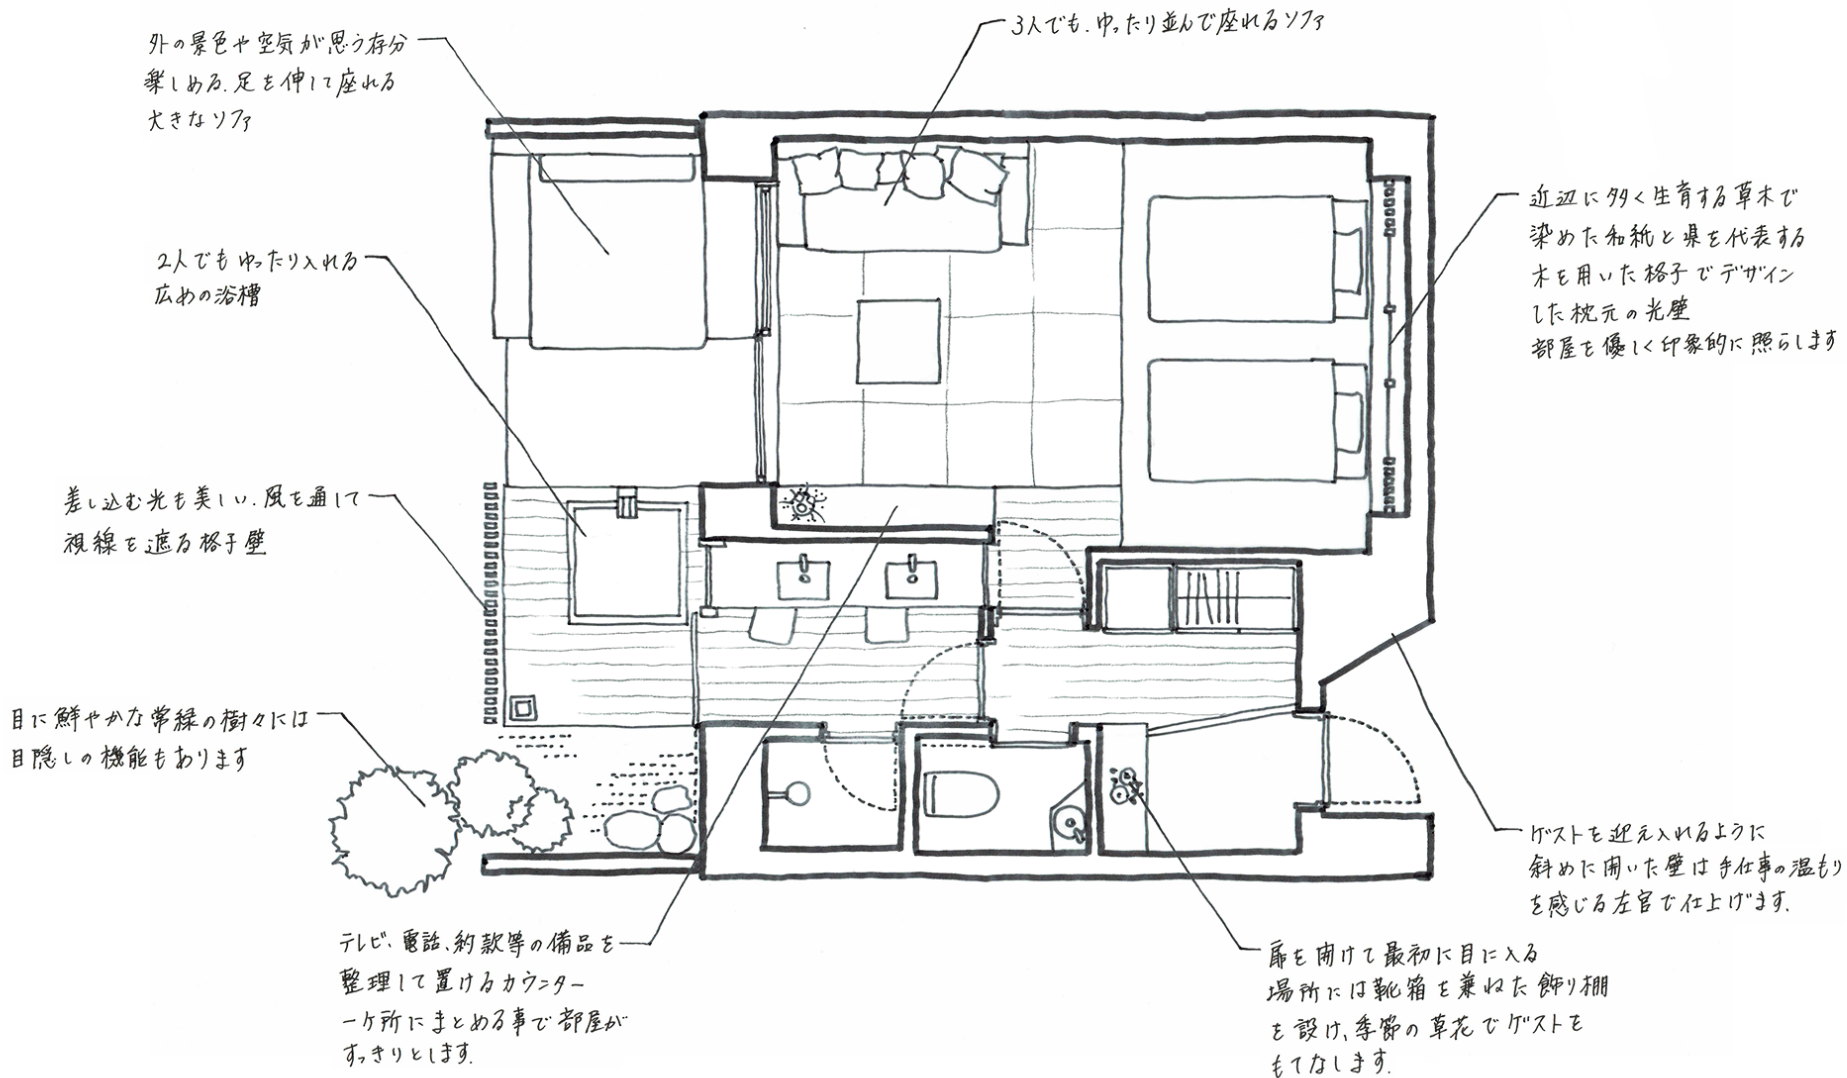 外の景色や空気が思う存分
楽しめる.足を伸して座れる
大きなソファ
3人でも.ゆったり並んで座れるソファ
近辺に多く生育する草木で
染めた和紙と県を代表する
木を用いた格子でデザイン
した枕元の光壁
部屋を優しく印象的に照らします
2人でもゆったり入れる
広めの浴槽
差し込む光も美しい.風を通して
視線を遮る格子壁
目に鮮やかな常緑の樹々には
目隠しの機能もあります
ゲストを迎え入れるように
斜めに開いた壁は手仕事の温もり
を感じる左官で仕上げます.
テレビ、電話、約款等の備品を
整理して置けるカウンター
一ケ所にまとめる事で部屋が
すっきりとします.
扉を開けて最初に目に入る
場所には靴箱を兼ねた飾り棚
を設け、季節の草花でゲストを
もてなします.